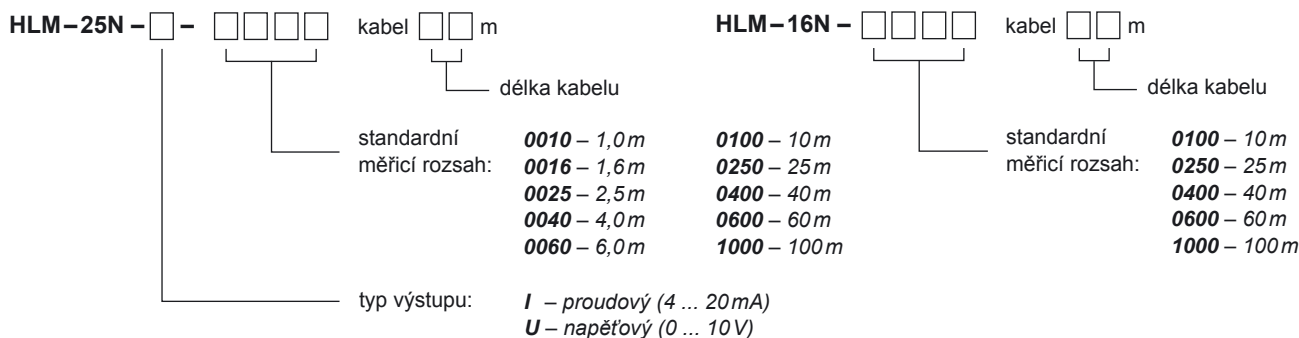 HLM–25N – □ – □□□□ kabel □□ m
délka kabelu
standardní
měřicí rozsah:
0010 – 1,0 m
0016 – 1,6 m
0025 – 2,5 m
0040 – 4,0 m
0060 – 6,0 m
0100 – 10 m
0250 – 25 m
0400 – 40 m
0600 – 60 m
1000 – 100 m
typ výstupu:
I – proudový (4 ... 20 mA)
U – napěťový (0 ... 10 V)
HLM–16N – □□□□ kabel □□ m
délka kabelu
standardní
měřicí rozsah:
0100 – 10 m
0250 – 25 m
0400 – 40 m
0600 – 60 m
1000 – 100 m